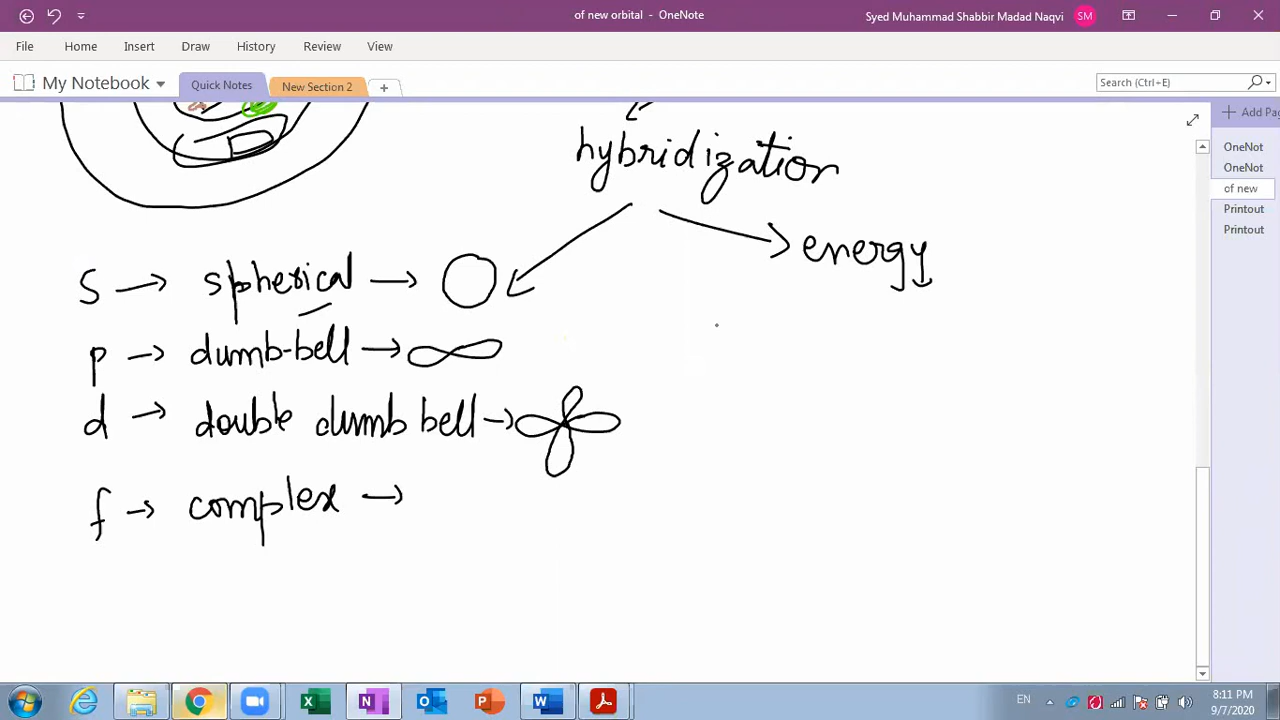 of new orbital - OneNote
Syed Muhammad Shabbir Madad Naqvi SM
File Home Insert Draw History Review View
My Notebook Quick Notes New Section 2 +
Search (Ctrl+E)
Add Pa
OneNot
OneNot
of new
Printout
Printout
hybridization
energy
S → spherical →
p → dumb-bell →
d → double dumb bell →
f → complex →
EN
8:11 PM
9/7/2020